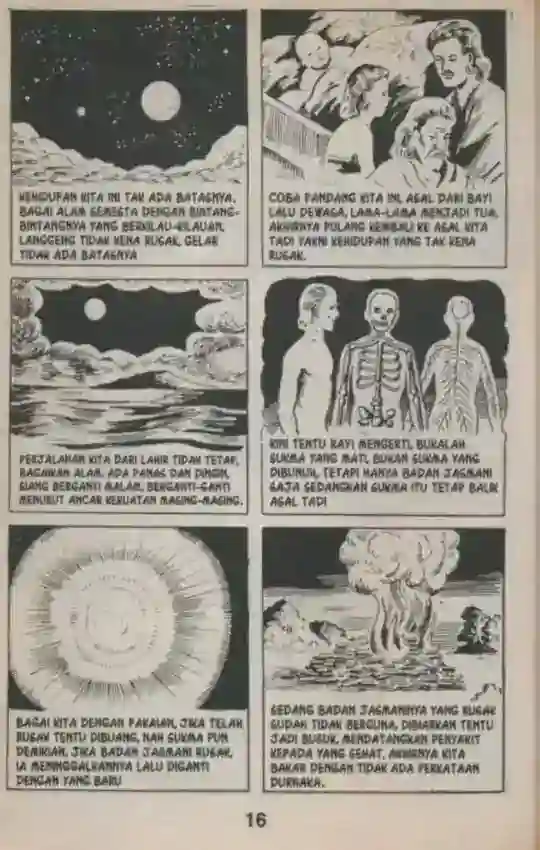 KEHIDUPAN KITA INI TAK ADA BATASNYA.
BAGAI ALAM SEMESTA DENGAN BINTANG-
BINTANGNYA YANG BERKILAU-KILAUAN.
LANGGENG TIDAK KENA RUSAK, GELAR
TIDAK ADA BATASNYA
COBA PANDANG KITA INI, ASAL DARI BAYI
LALU DEWASA, LAMA-LAMA MENJADI TUA.
AKHIRNYA PULANG KEMBALI KE ASAL KITA
TADI YAKNI KEHIDUPAN YANG TAK KENA
RUSAK.
PERJALANAN KITA DARI LAHIR TIDAK TETAP,
BAGAIKAN ALAM. ADA PANAS DAN DINGIN,
SIANG BERGANTI MALAM, BERGANTI-GANTI
MENURUT ANCAR KEKUATAN MASING-MASING.
KINI TENTU RAYI MENGERTI, BUKALAH
SUKMA YANG MATI, BUKAN SUKMA YANG
DIBUNUH, TETAPI HANYA BADAN JASMANI
SAJA SEDANGKAN SUKMA ITU TETAP BALIK
ASAL TADI
BAGAI KITA DENGAN PAKAIAN, JIKA TELAH
RUSAK TENTU DIBUANG, NAH SUKMA PUN
DEMIKIAN. JIKA BADAN JASMANI RUSAK,
IA MENINGGALKANNYA LALU DIGANTI
DENGAN YANG BARU
SEDANG BADAN JASMANINYA YANG RUSAK
SUDAH TIDAK BERGUNA, DIBIARKAN TENTU
JADI BUSUK, MENDATANGKAN PENYAKIT
KEPADA YANG SEHAT, AKHIRNYA KITA
BAKAR DENGAN TIDAK ADA PERKATAAN
DURHAKA.
16